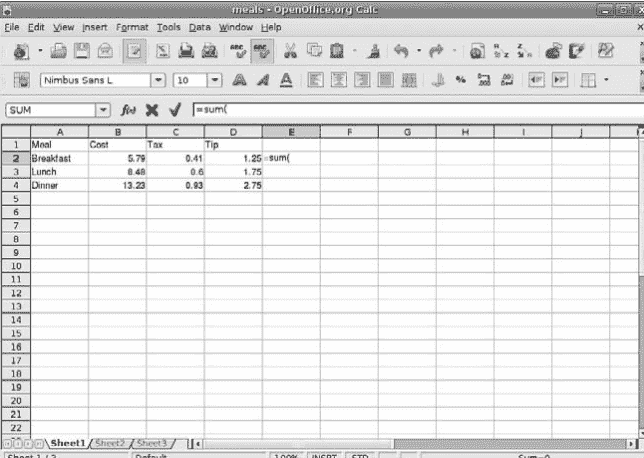 meals - OpenOffice.org Calc
File Edit View Insert Format Tools Data Window Help
Nimbus Sans L 10
SUM =sum(
A B C D E F G H I J
1 Meal Cost Tax Tip
2 Breakfast 5.79 0.41 1.25 =sum(
3 Lunch 8.48 0.6 1.75
4 Dinner 13.23 0.93 2.75
5
6
7
8
9
10
11
12
13
14
15
16
17
18
19
20
21
22
Sheet1 Sheet2 Sheet3
Sheet 1 / 3 Default 100% INSRT STD Sum=0